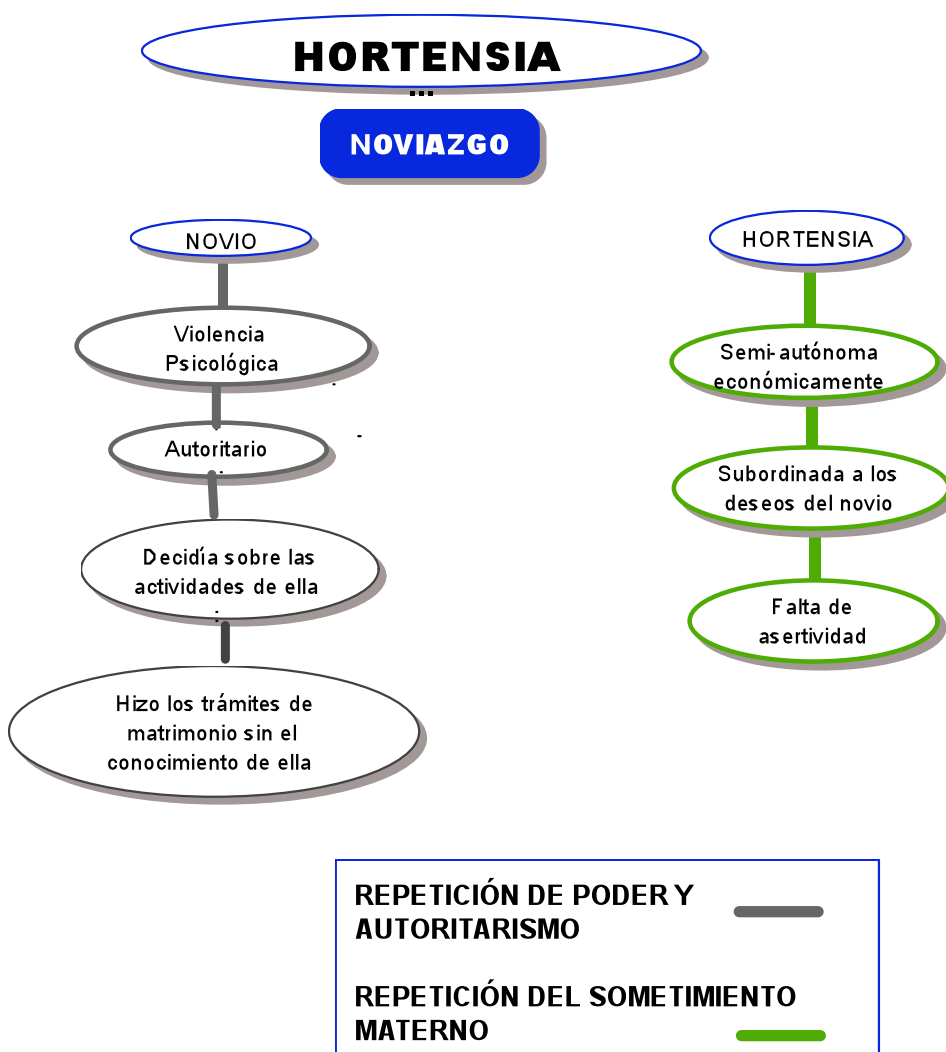 HORTENSIA
...
NOVIAZGO
NOVIO
Violencia
Psicológica
Autoritario
Decidía sobre las
actividades de ella
Hizo los trámites de
matrimonio sin el
conocimiento de ella
HORTENSIA
Semi-autónoma
económicamente
Subordinada a los
deseos del novio
Falta de
asertividad
REPETICIÓN DE PODER Y
AUTORITARISMO
REPETICIÓN DEL SOMETIMIENTO
MATERNO